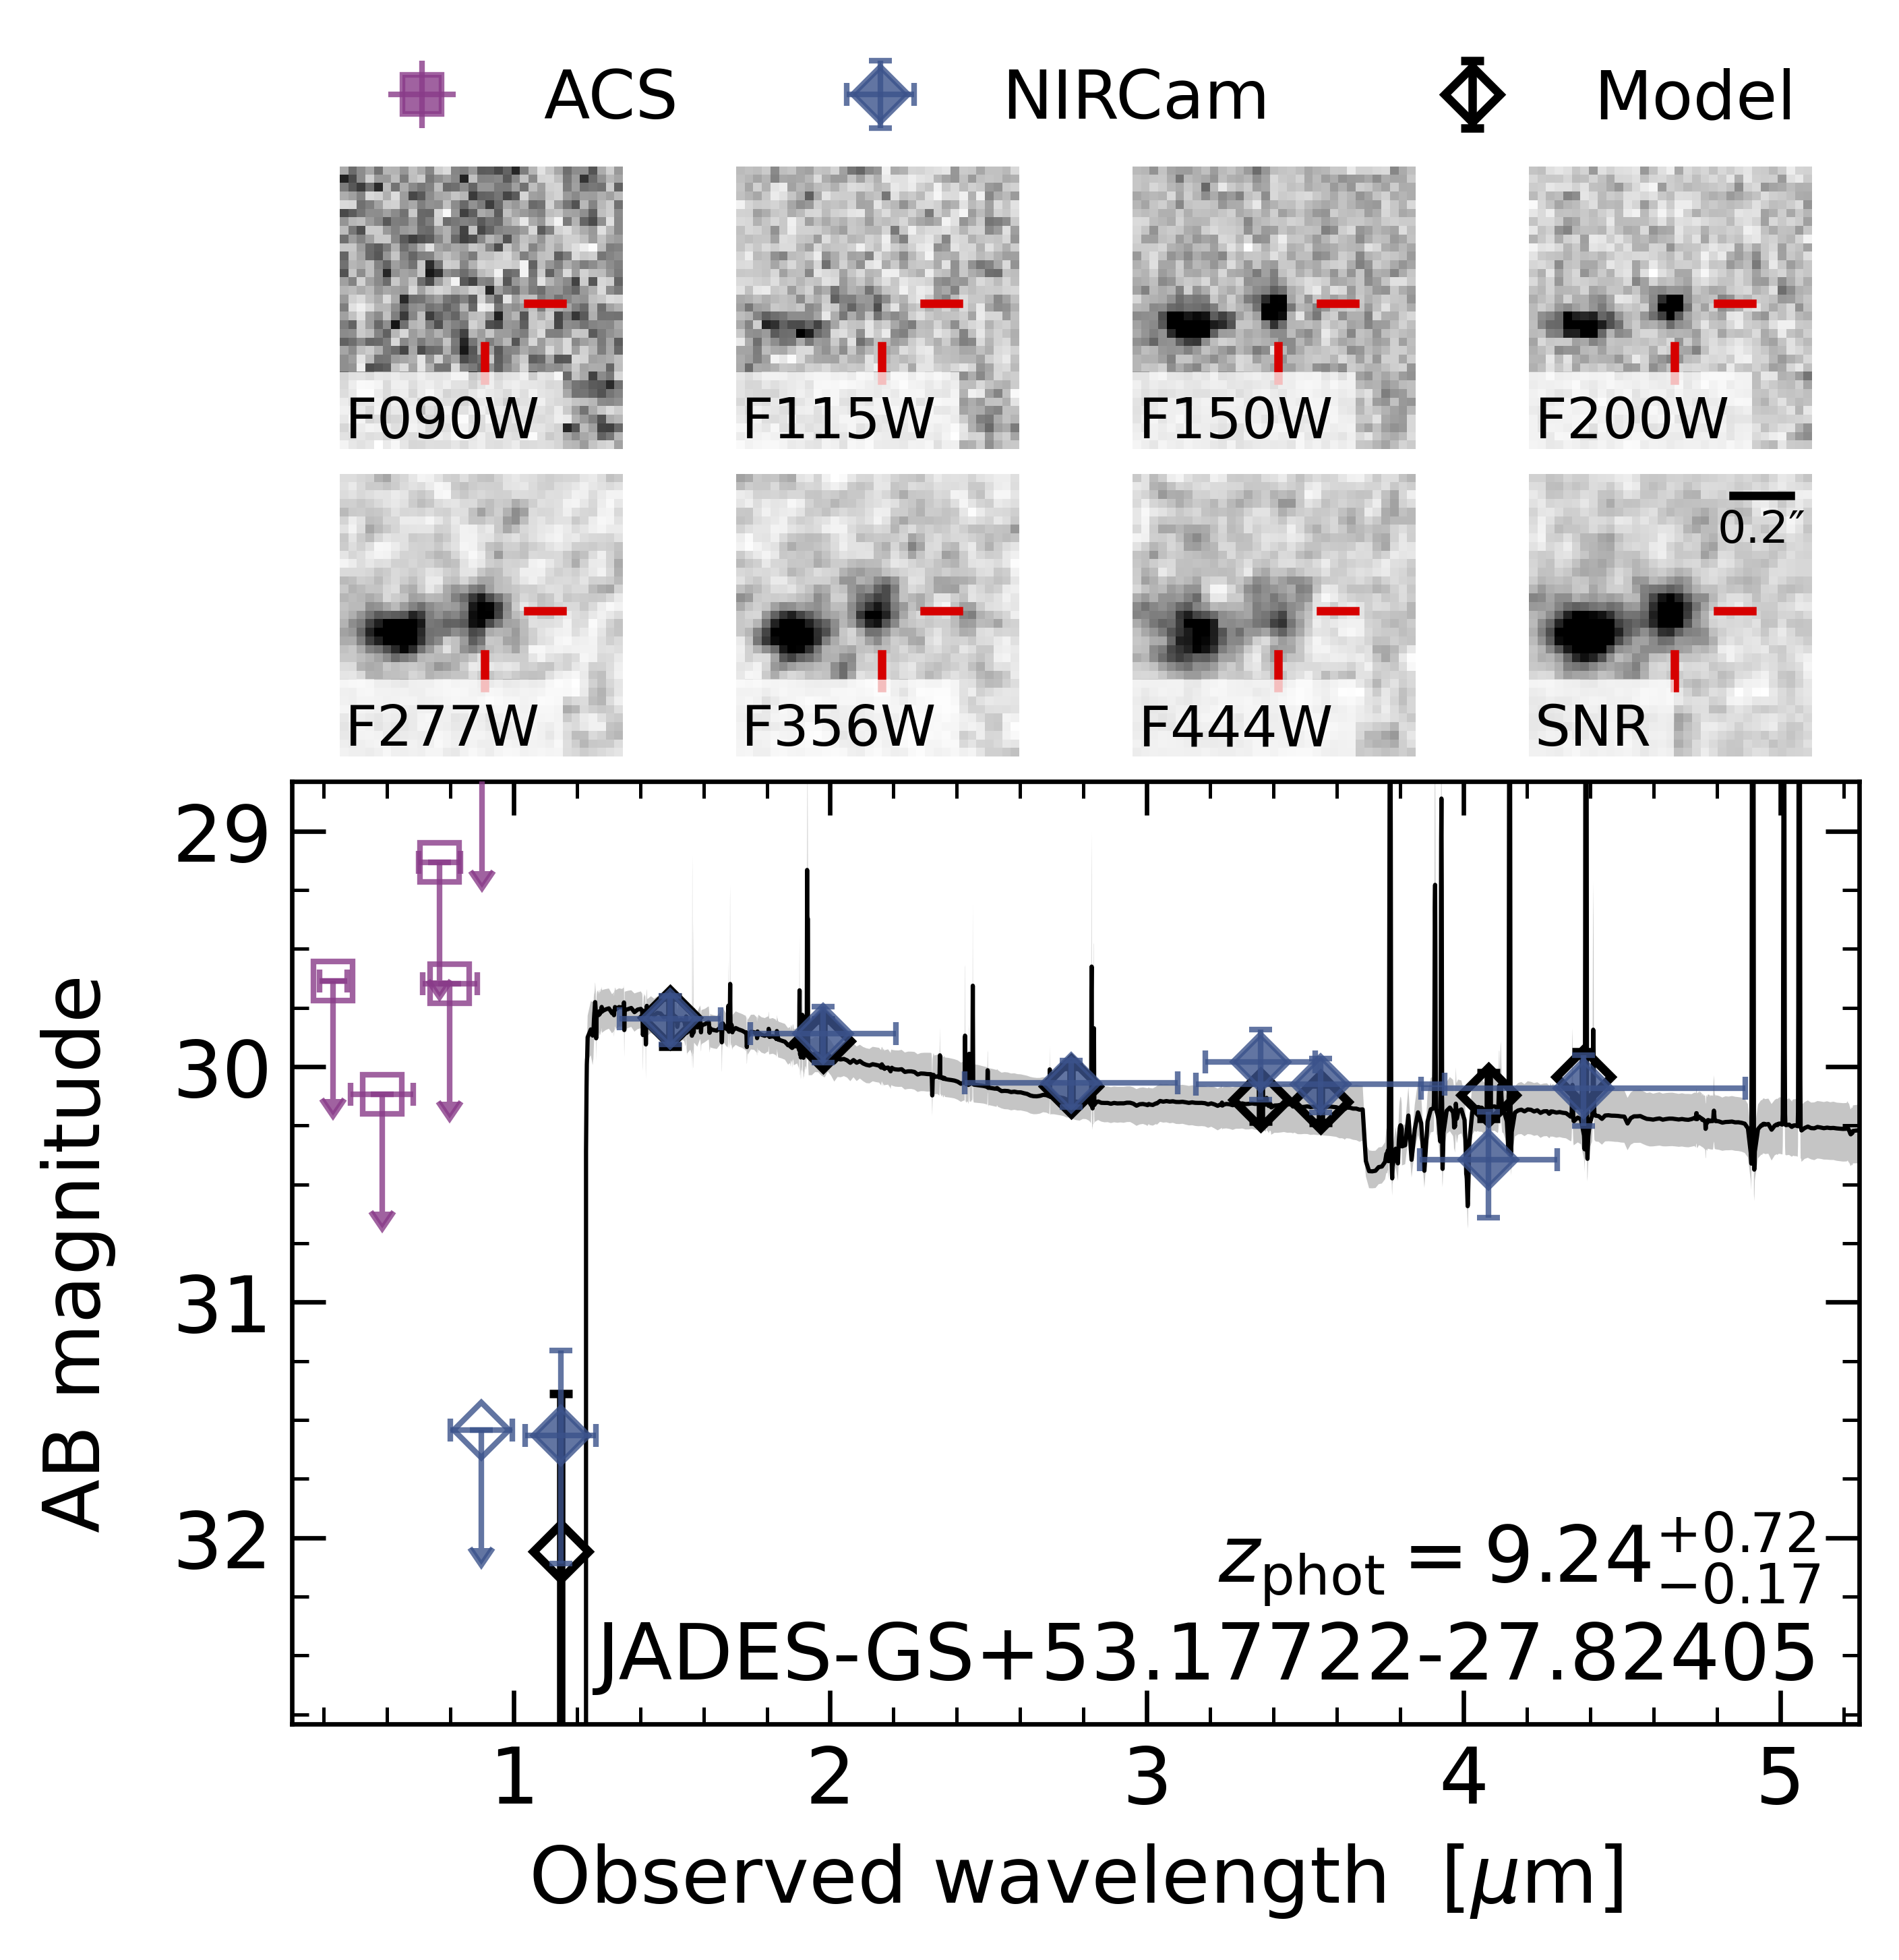 ACS NIRCam Model
F090W F115W F150W F200W
0.2″
F277W F356W F444W SNR
29
30
31
32
AB magnitude
z_phot = 9.24 +0.72 −0.17
JADES-GS+53.17722-27.82405
1 2 3 4 5
Observed wavelength [μm]